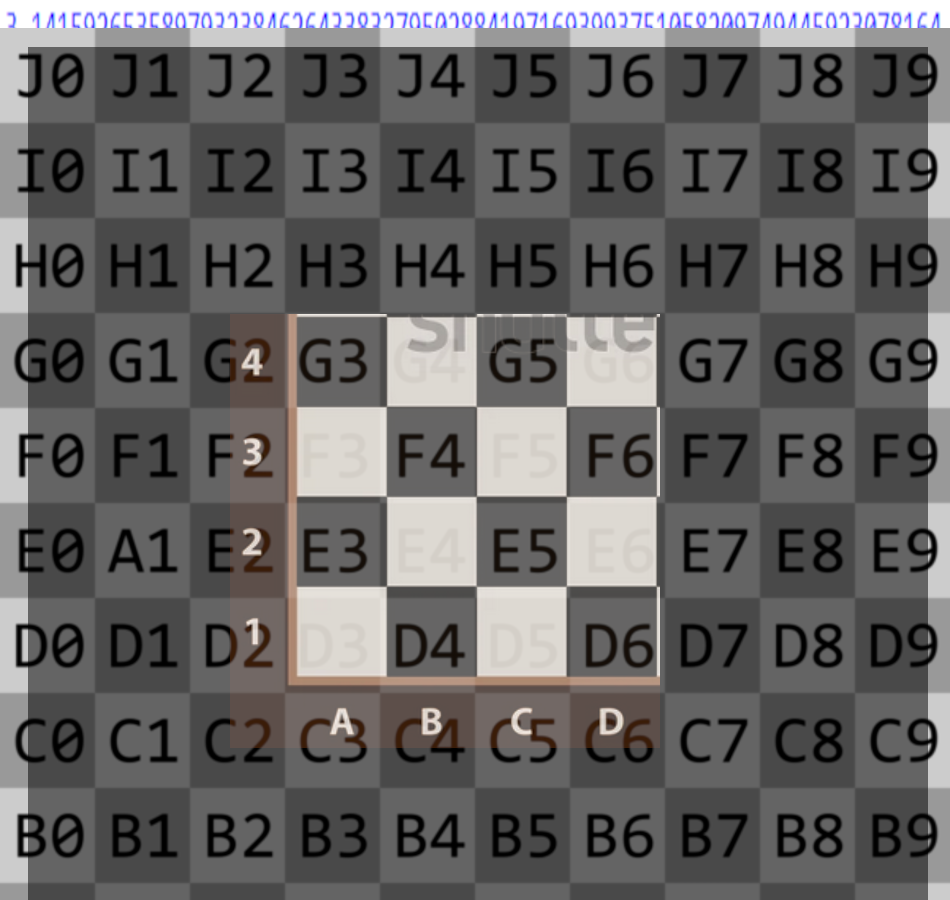 3.1415926535897932384626433832795028841971693993751058209749445923078164
J0 J1 J2 J3 J4 J5 J6 J7 J8 J9
I0 I1 I2 I3 I4 I5 I6 I7 I8 I9
H0 H1 H2 H3 H4 H5 H6 H7 H8 H9
G0 G1 G2 4 G3 G4 G5 G6 G7 G8 G9
F0 F1 F2 3 F3 F4 F5 F6 F7 F8 F9
E0 A1 E2 2 E3 E4 E5 E6 E7 E8 E9
D0 D1 D2 1 D3 D4 D5 D6 D7 D8 D9
A B C D
C0 C1 C2 C3 C4 C5 C6 C7 C8 C9
B0 B1 B2 B3 B4 B5 B6 B7 B8 B9